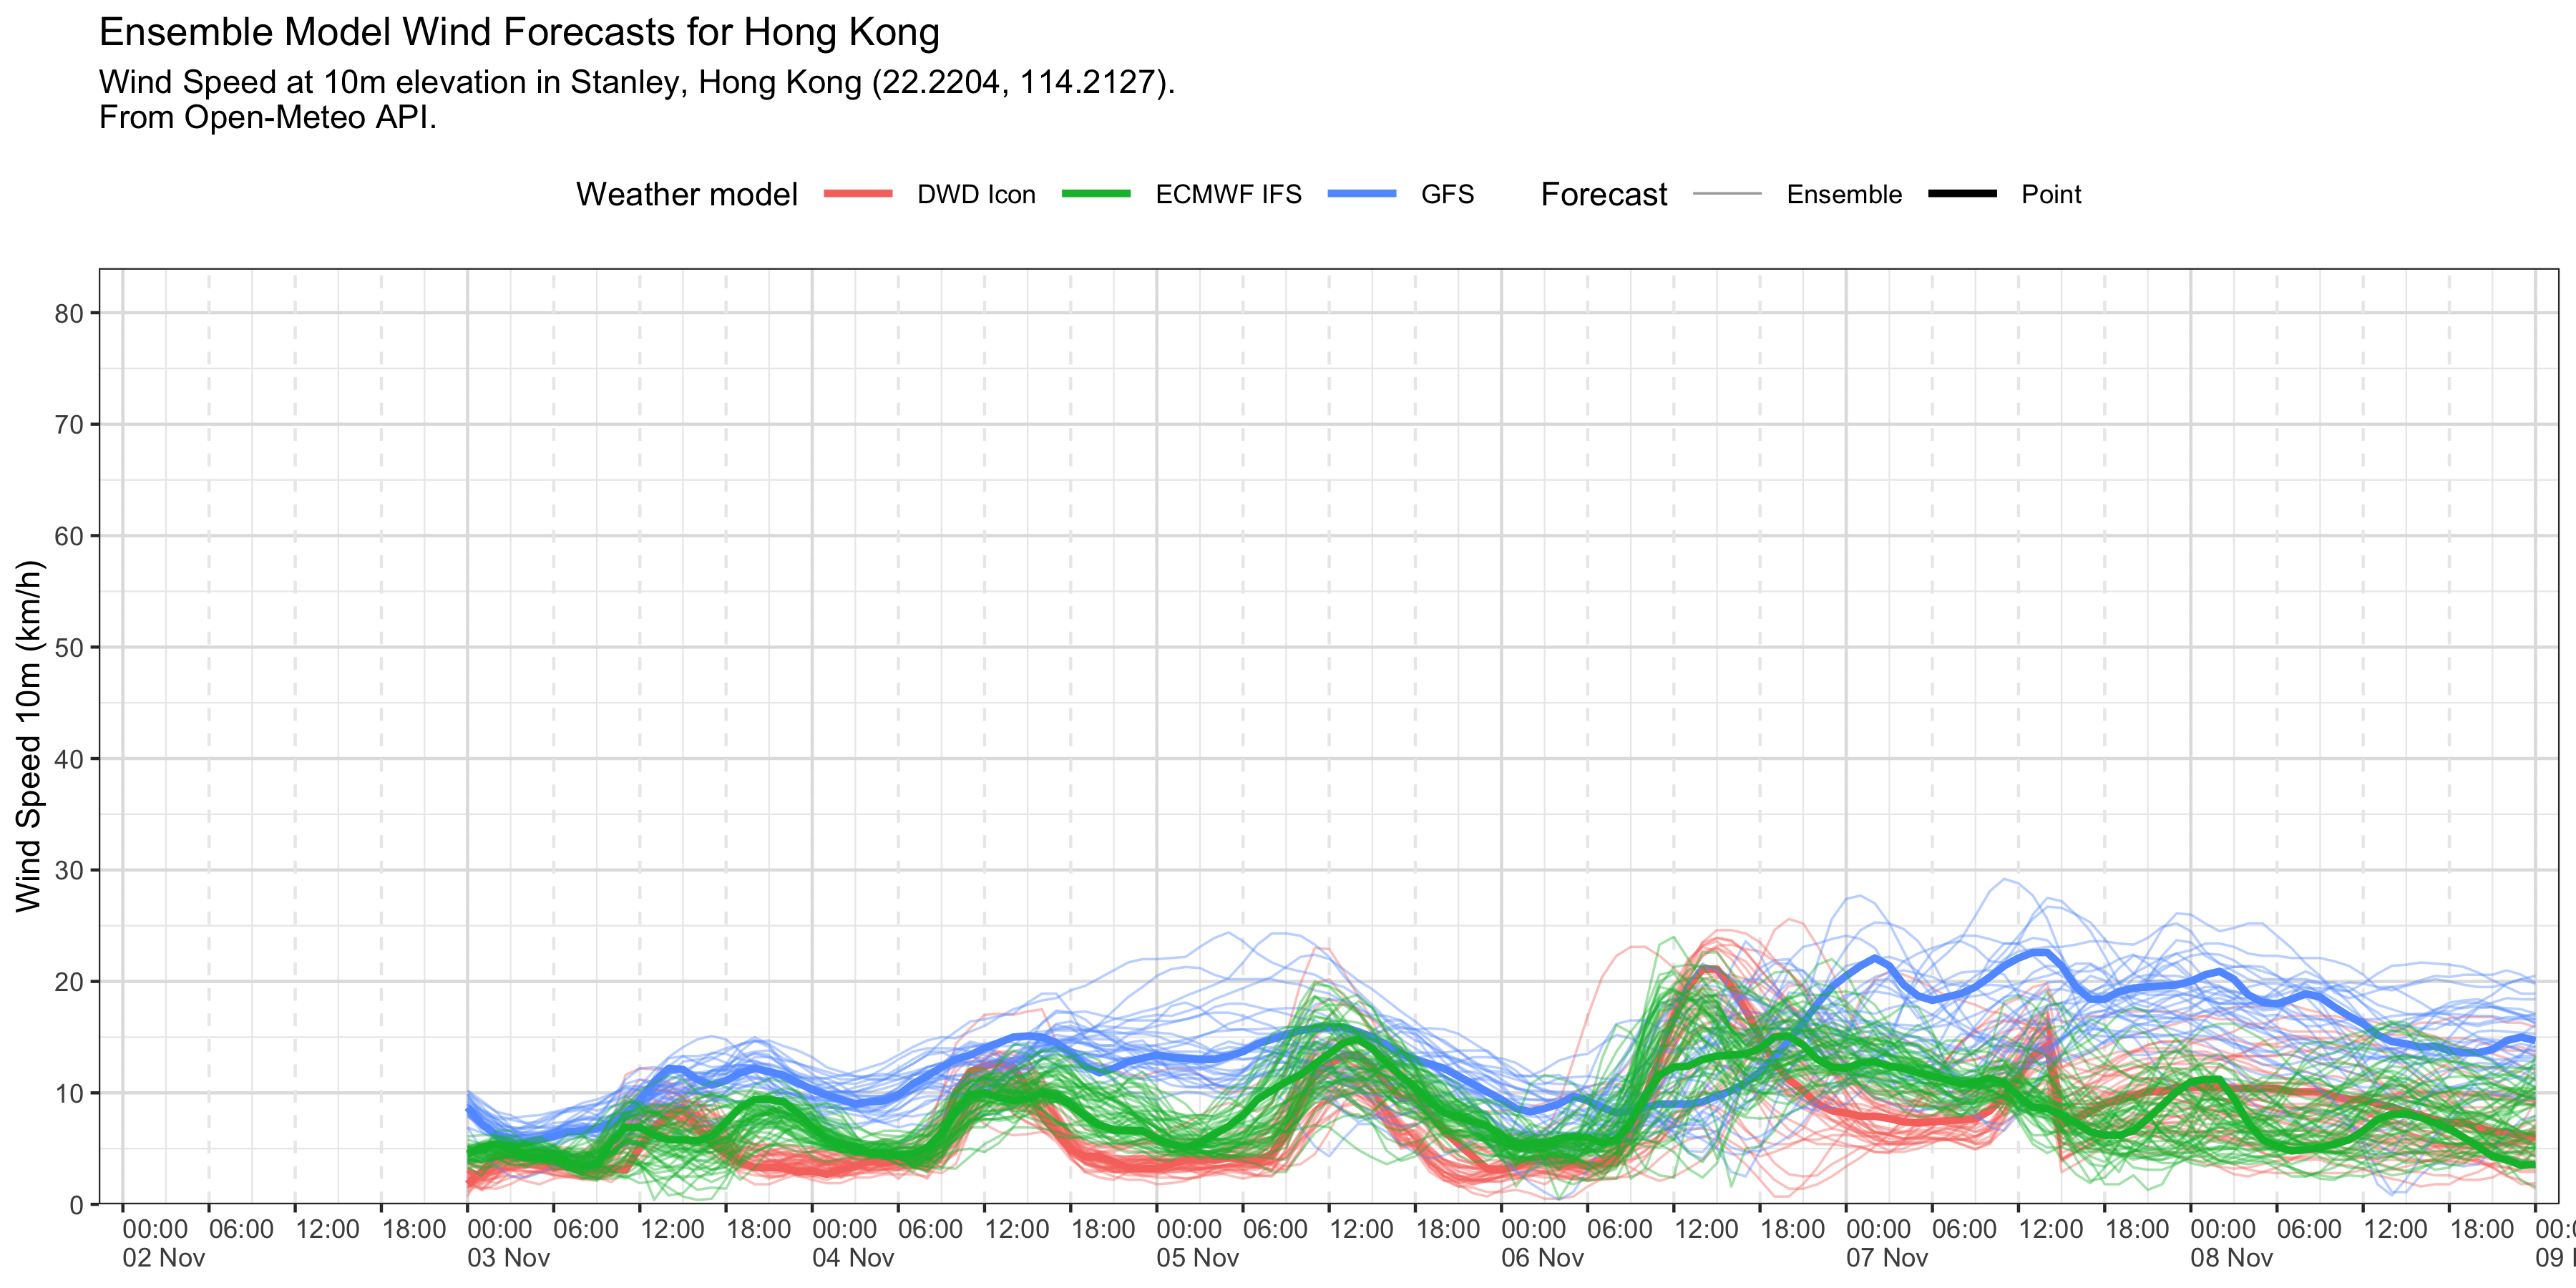 Ensemble Model Wind Forecasts for Hong Kong
Wind Speed at 10m elevation in Stanley, Hong Kong (22.2204, 114.2127).
From Open-Meteo API.
Weather model DWD Icon ECMWF IFS GFS Forecast Ensemble Point
Wind Speed 10m (km/h)
80
70
60
50
40
30
20
10
0
00:00 06:00 12:00 18:00 00:00 06:00 12:00 18:00 00:00 06:00 12:00 18:00 00:00 06:00 12:00 18:00 00:00 06:00 12:00 18:00 00:00 06:00 12:00 18:00 00:00 06:00 12:00 18:00
02 Nov 03 Nov 04 Nov 05 Nov 06 Nov 07 Nov 08 Nov 09